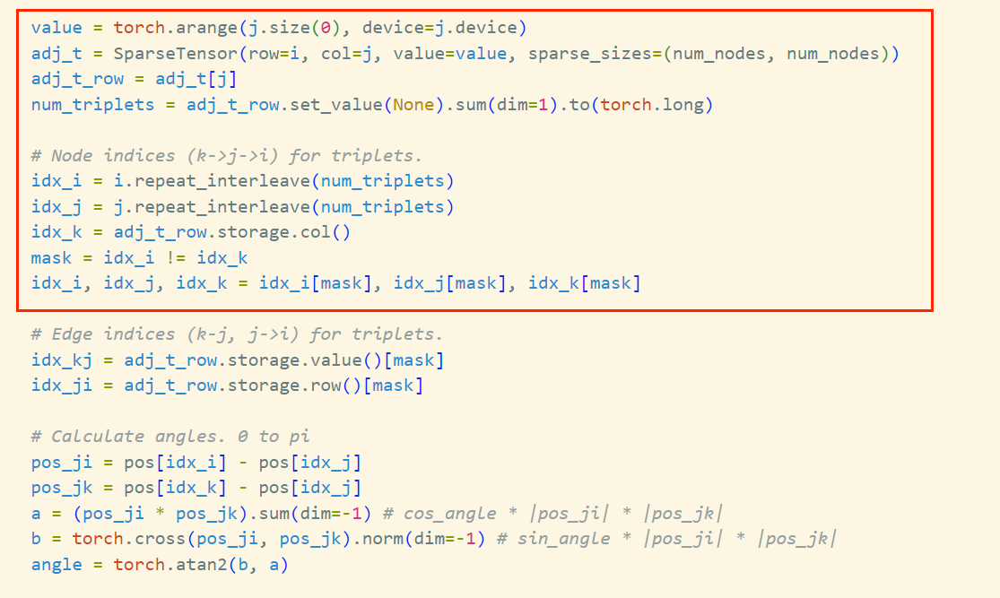 value = torch.arange(j.size(0), device=j.device)
adj_t = SparseTensor(row=i, col=j, value=value, sparse_sizes=(num_nodes, num_nodes))
adj_t_row = adj_t[j]
num_triplets = adj_t_row.set_value(None).sum(dim=1).to(torch.long)
# Node indices (k->j->i) for triplets.
idx_i = i.repeat_interleave(num_triplets)
idx_j = j.repeat_interleave(num_triplets)
idx_k = adj_t_row.storage.col()
mask = idx_i != idx_k
idx_i, idx_j, idx_k = idx_i[mask], idx_j[mask], idx_k[mask]
# Edge indices (k-j, j->i) for triplets.
idx_kj = adj_t_row.storage.value()[mask]
idx_ji = adj_t_row.storage.row()[mask]
# Calculate angles. 0 to pi
pos_ji = pos[idx_i] - pos[idx_j]
pos_jk = pos[idx_k] - pos[idx_j]
a = (pos_ji * pos_jk).sum(dim=-1) # cos_angle * |pos_ji| * |pos_jk|
b = torch.cross(pos_ji, pos_jk).norm(dim=-1) # sin_angle * |pos_ji| * |pos_jk|
angle = torch.atan2(b, a)